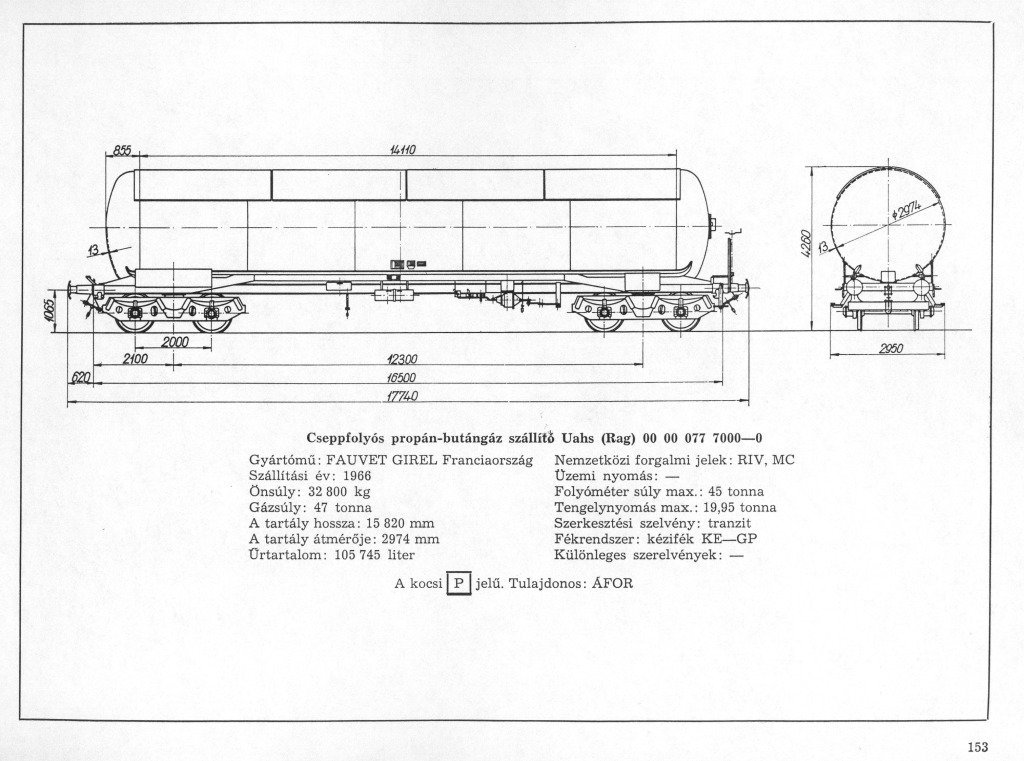 855
14110
ϕ2974
4260
13
13
1065
2000
2100
12300
2950
620
16500
17740
Cseppfolyós propán-butángáz szállító Uahs (Rag) 00 00 077 7000—0
Gyártómű: FAUVET GIREL Franciaország
Szállítási év: 1966
Önsúly: 32 800 kg
Gázsúly: 47 tonna
A tartály hossza: 15 820 mm
A tartály átmérője: 2974 mm
Űrtartalom: 105 745 liter
Nemzetközi forgalmi jelek: RIV, MC
Üzemi nyomás: —
Folyóméter súly max.: 45 tonna
Tengelynyomás max.: 19,95 tonna
Szerkesztési szelvény: tranzit
Fékrendszer: kézifék KE—GP
Különleges szerelvények: —
A kocsi P jelű. Tulajdonos: ÁFOR
153